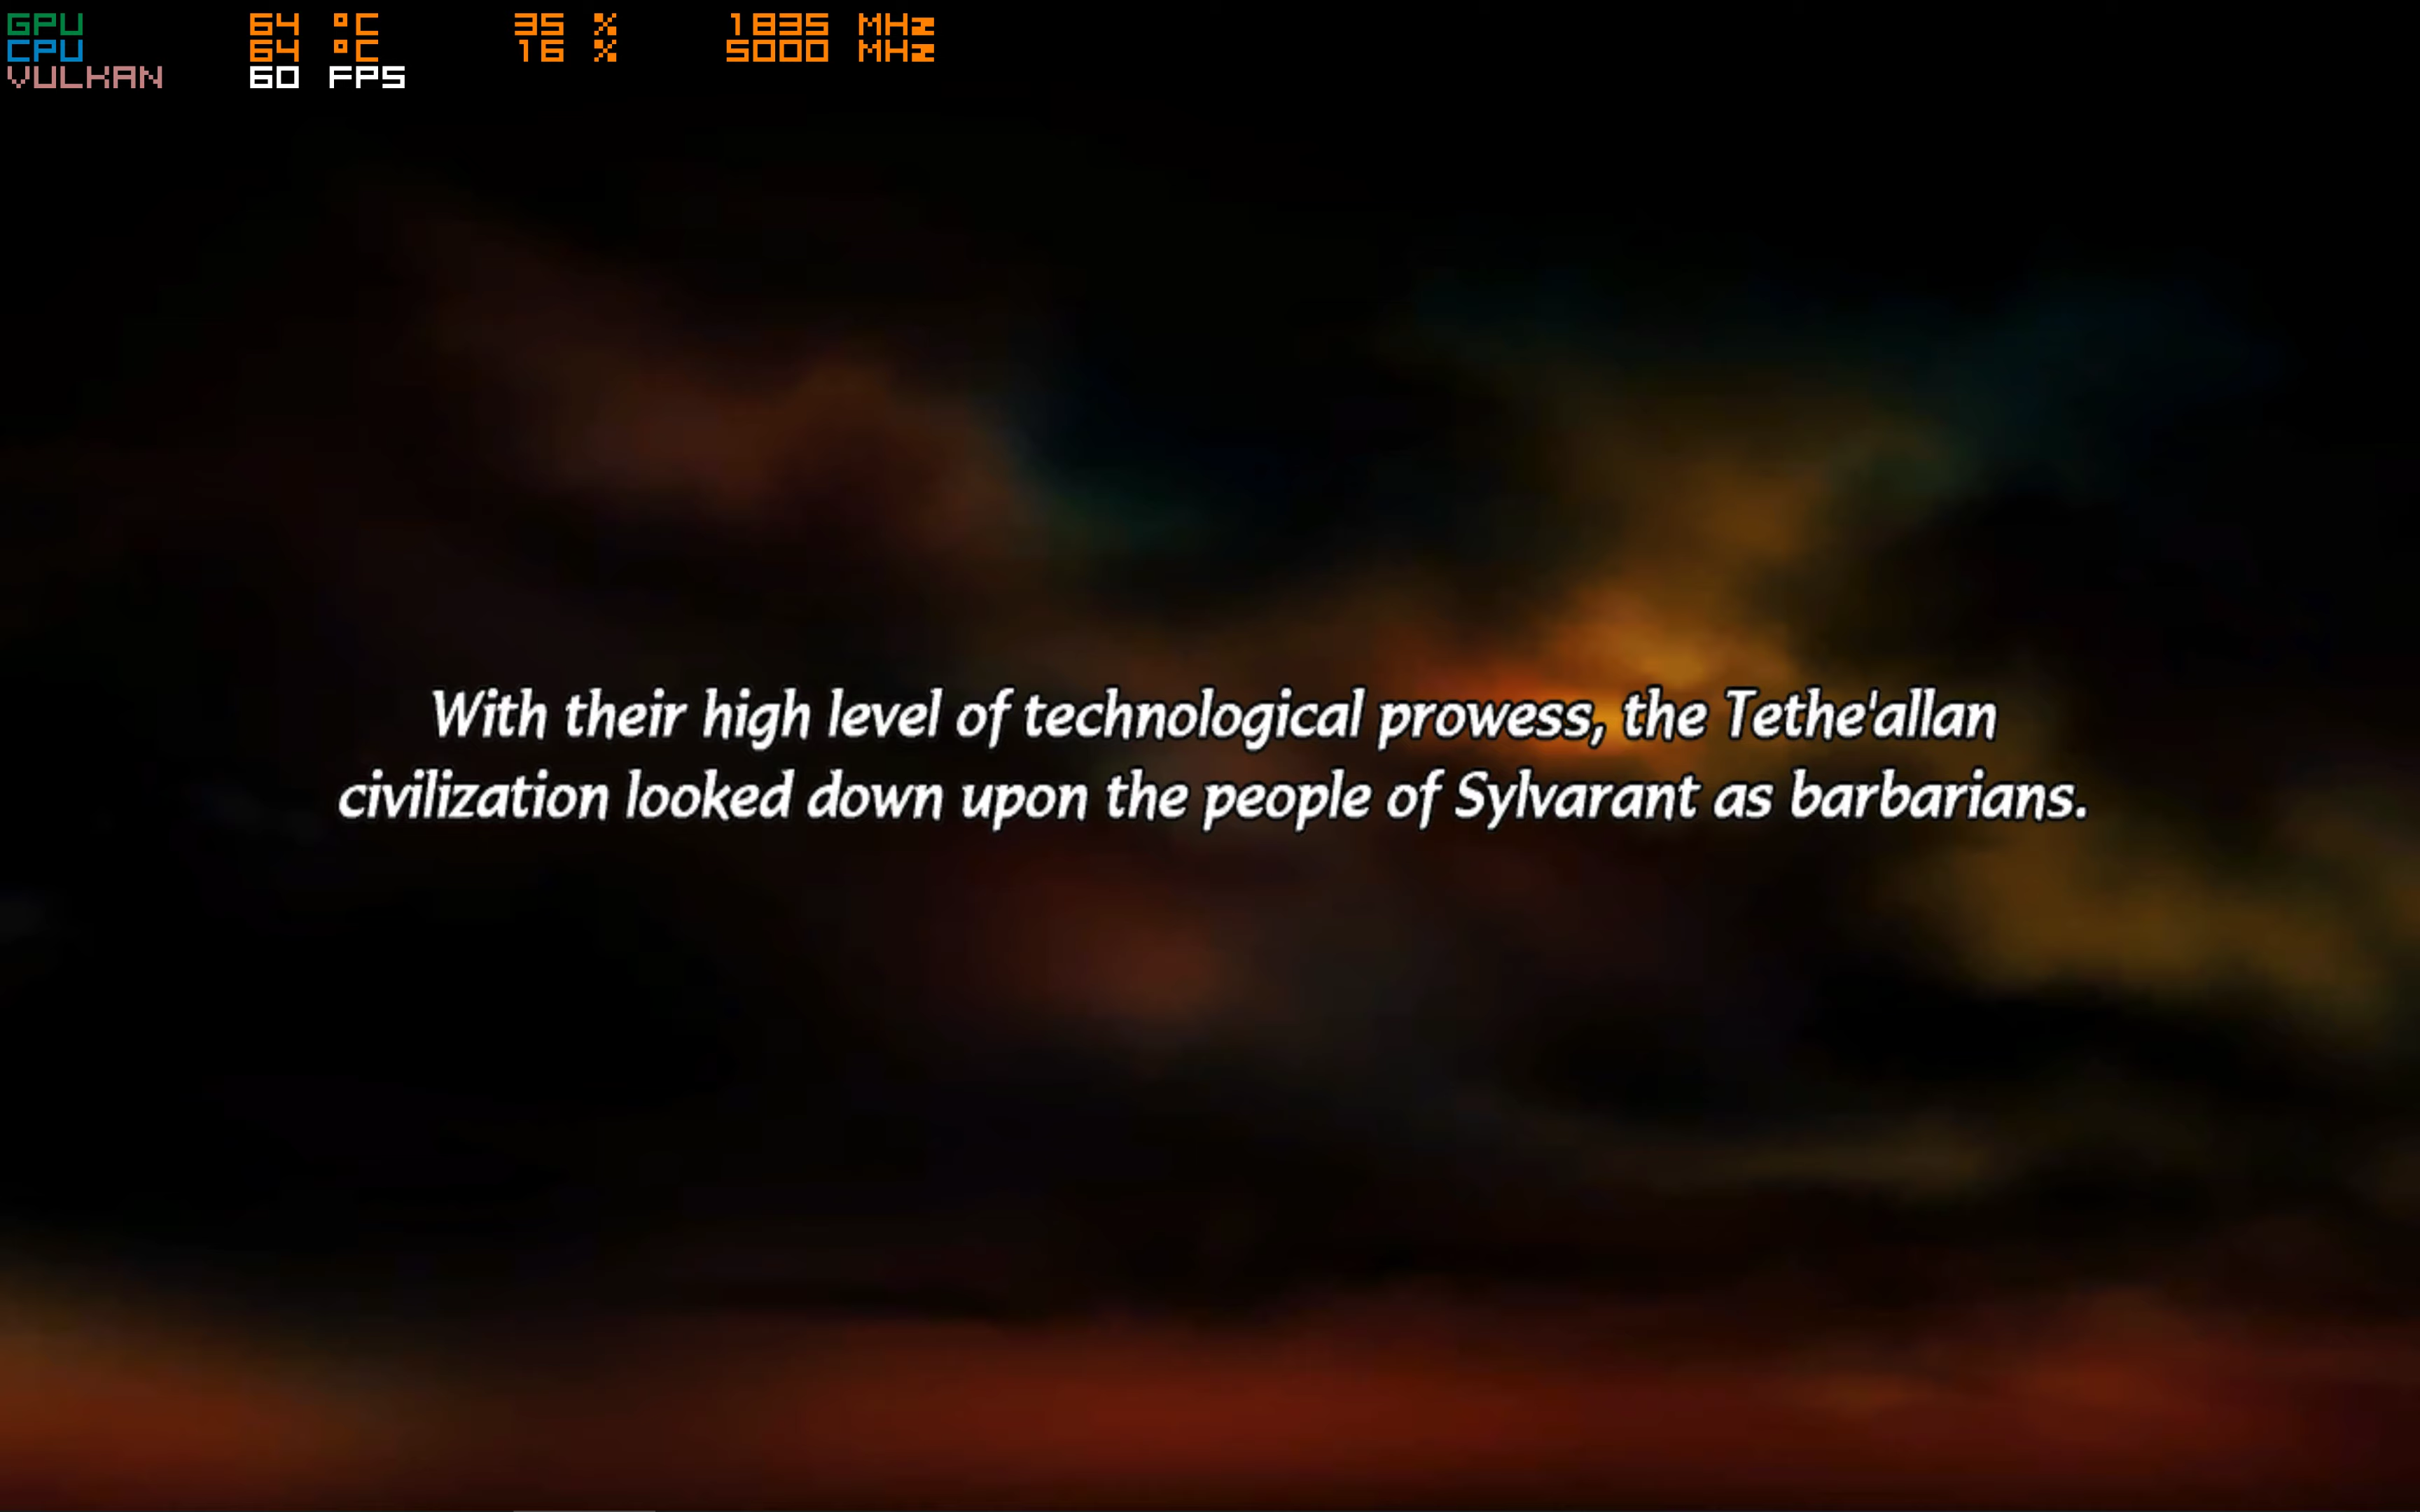 GPU 64 °C 35 % 1835 MHz
CPU 64 °C 16 % 5000 MHz
VULKAN 60 FPS
With their high level of technological prowess, the Tethe'allan
civilization looked down upon the people of Sylvarant as barbarians.